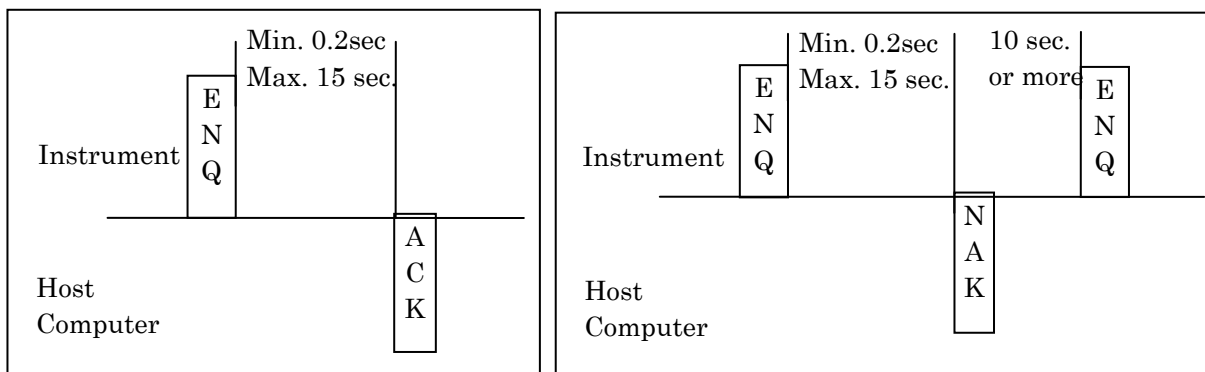 Min. 0.2sec
Max. 15 sec.
E
N
Q
Instrument
A
C
K
Host
Computer
Min. 0.2sec
Max. 15 sec.
10 sec.
or more
E
N
Q
E
N
Q
Instrument
N
A
K
Host
Computer